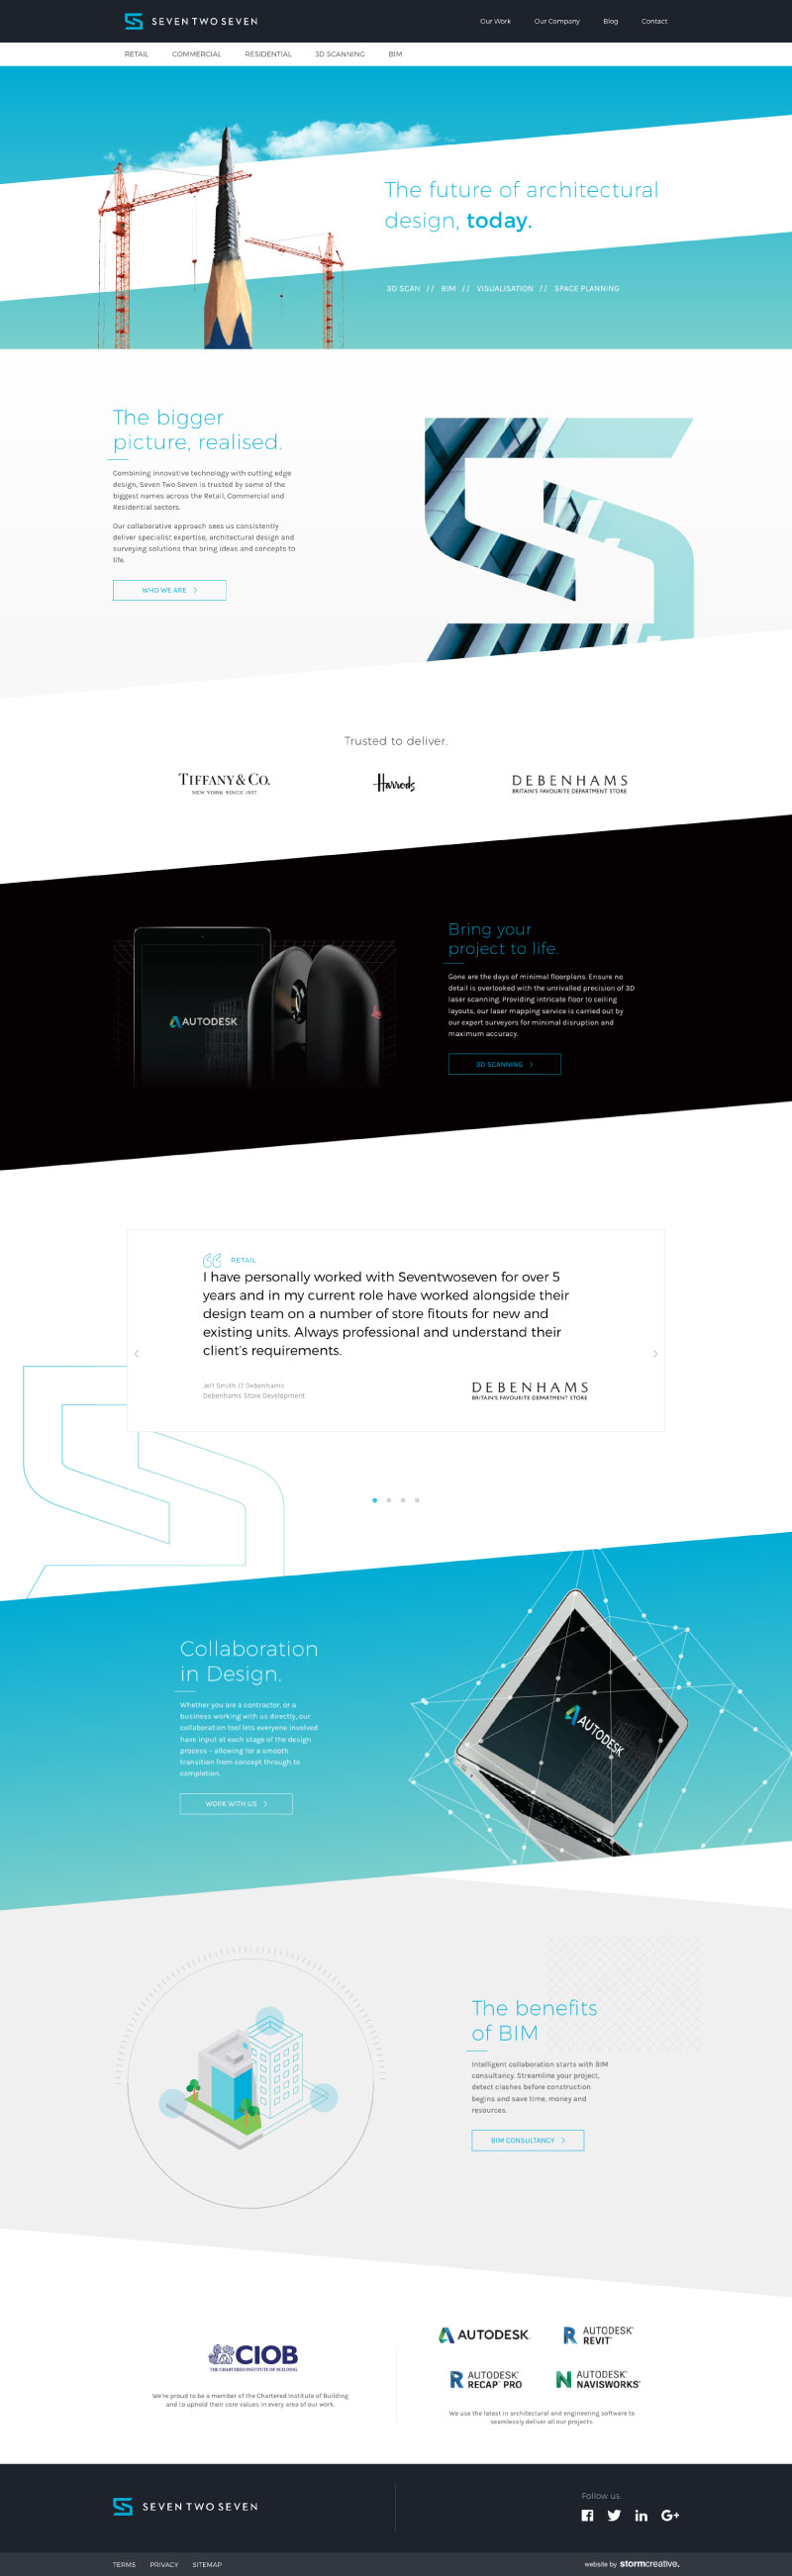 SEVEN TWO SEVEN
Our Work Our Company Blog Contact
RETAIL COMMERCIAL RESIDENTIAL 3D SCANNING BIM
The future of architectural
design, today.
3D SCAN // BIM // VISUALISATION // SPACE PLANNING
The bigger
picture, realised.
Combining innovative technology with cutting edge
design, Seven Two Seven is trusted by some of the
biggest names across the Retail, Commercial and
Residential sectors.
Our collaborative approach sees us consistently
deliver specialist expertise, architectural design and
surveying solutions that bring ideas and concepts to
life.
WHO WE ARE >
Trusted to deliver.
TIFFANY & CO.
NEW YORK SINCE 1837
Harrods
DEBENHAMS
BRITAIN'S FAVOURITE DEPARTMENT STORE
AUTODESK
Bring your
project to life.
Gone are the days of minimal floorplans. Ensure no
detail is overlooked with the unrivalled precision of 3D
laser scanning. Providing intricate floor to ceiling
layouts, our laser mapping service is carried out by
our expert surveyors for minimal disruption and
maximum accuracy.
3D SCANNING >
RETAIL
I have personally worked with Seventwoseven for over 5
years and in my current role have worked alongside their
design team on a number of store fitouts for new and
existing units. Always professional and understand their
client's requirements.
Jeff Smith // Debenhams
Debenhams Store Development
DEBENHAMS
BRITAIN'S FAVOURITE DEPARTMENT STORE
Collaboration
in Design.
Whether you are a contractor, or a
business working with us directly, our
collaboration tool lets everyone involved
have input at each stage of the design
process – allowing for a smooth
transition from concept through to
completion.
WORK WITH US >
AUTODESK
The benefits
of BIM
Intelligent collaboration starts with BIM
consultancy. Streamline your project,
detect clashes before construction
begins and save time, money and
resources.
BIM CONSULTANCY >
CIOB
THE CHARTERED INSTITUTE OF BUILDING
We're proud to be a member of the Chartered Institute of Building
and to uphold their core values in every area of our work.
AUTODESK.
AUTODESK®
REVIT®
AUTODESK®
RECAP™ PRO
AUTODESK®
NAVISWORKS®
We use the latest in architectural and engineering software to
seamlessly deliver all our projects.
SEVEN TWO SEVEN
Follow us:
TERMS PRIVACY SITEMAP
website by stormcreative.